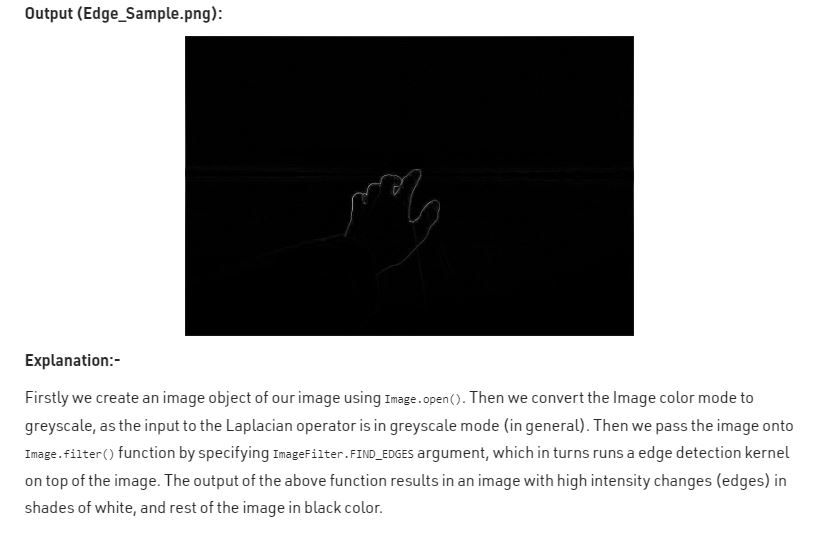 Output (Edge_Sample.png):
Explanation:-
Firstly we create an image object of our image using Image.open(). Then we convert the Image color mode to
greyscale, as the input to the Laplacian operator is in greyscale mode (in general). Then we pass the image onto
Image.filter() function by specifying ImageFilter.FIND_EDGES argument, which in turns runs a edge detection kernel
on top of the image. The output of the above function results in an image with high intensity changes (edges) in
shades of white, and rest of the image in black color.